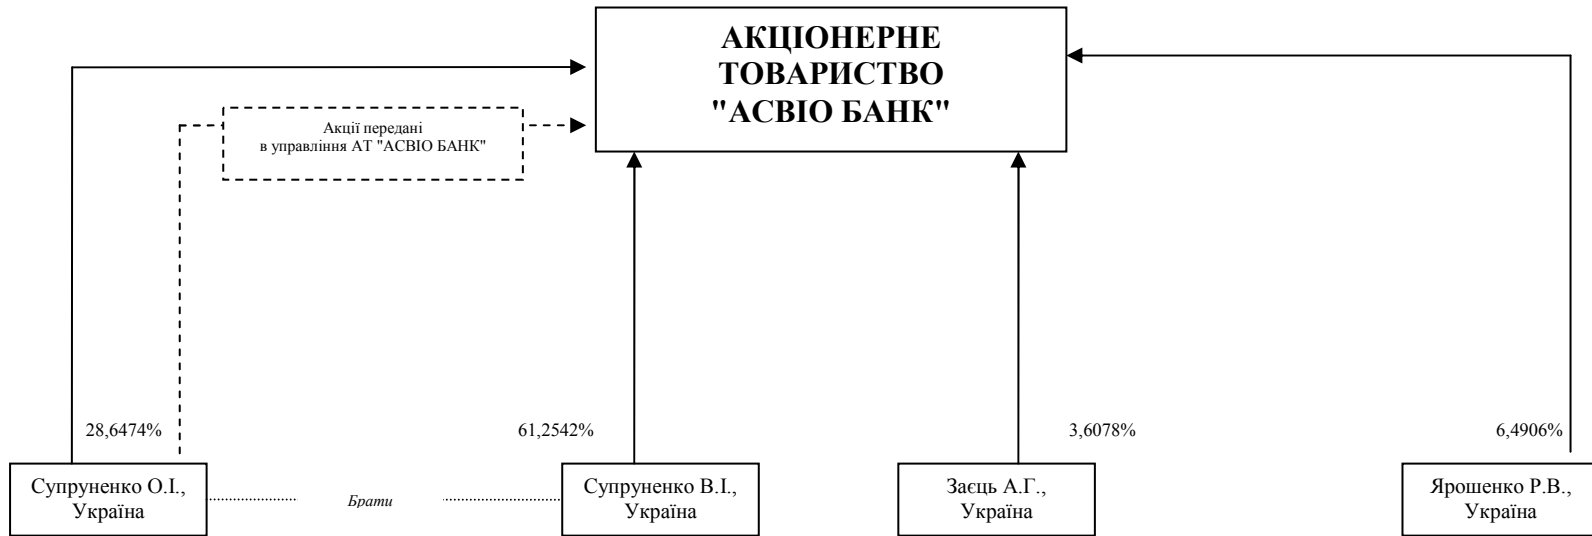 АКЦІОНЕРНЕ
ТОВАРИСТВО
"АСВІО БАНК"
Акції передані
в управління АТ "АСВІО БАНК"
28,6474%
61,2542%
3,6078%
6,4906%
Супруненко О.І.,
Україна
Брати
Супруненко В.І.,
Україна
Заєць А.Г.,
Україна
Ярошенко Р.В.,
Україна